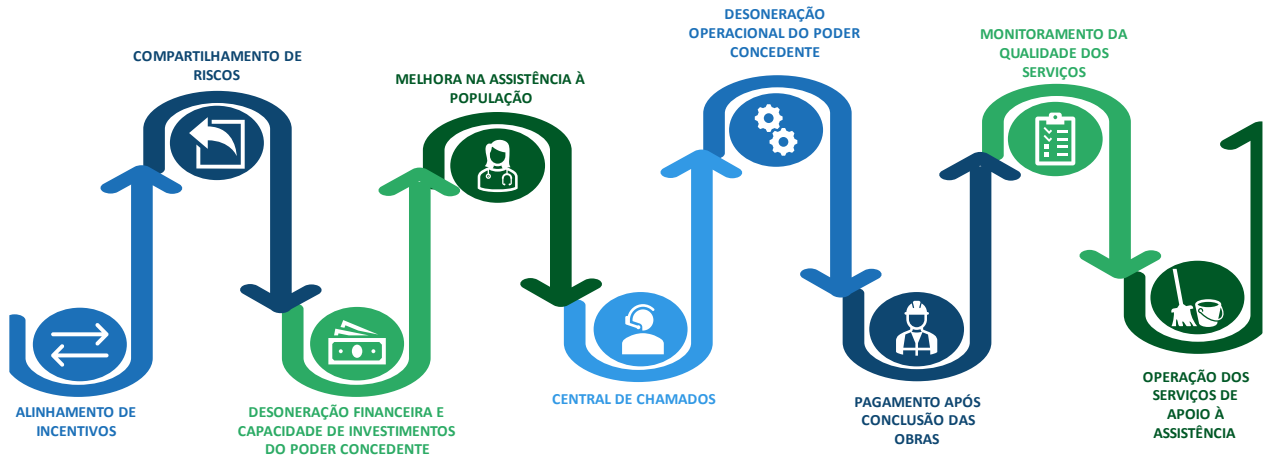 ALINHAMENTO DE
INCENTIVOS
COMPARTILHAMENTO DE
RISCOS
DESONERAÇÃO FINANCEIRA E
CAPACIDADE DE INVESTIMENTOS
DO PODER CONCEDENTE
MELHORA NA ASSISTÊNCIA À
POPULAÇÃO
CENTRAL DE CHAMADOS
DESONERAÇÃO
OPERACIONAL DO PODER
CONCEDENTE
PAGAMENTO APÓS
CONCLUSÃO DAS
OBRAS
MONITORAMENTO DA
QUALIDADE DOS
SERVIÇOS
OPERAÇÃO DOS
SERVIÇOS DE
APOIO À
ASSISTÊNCIA